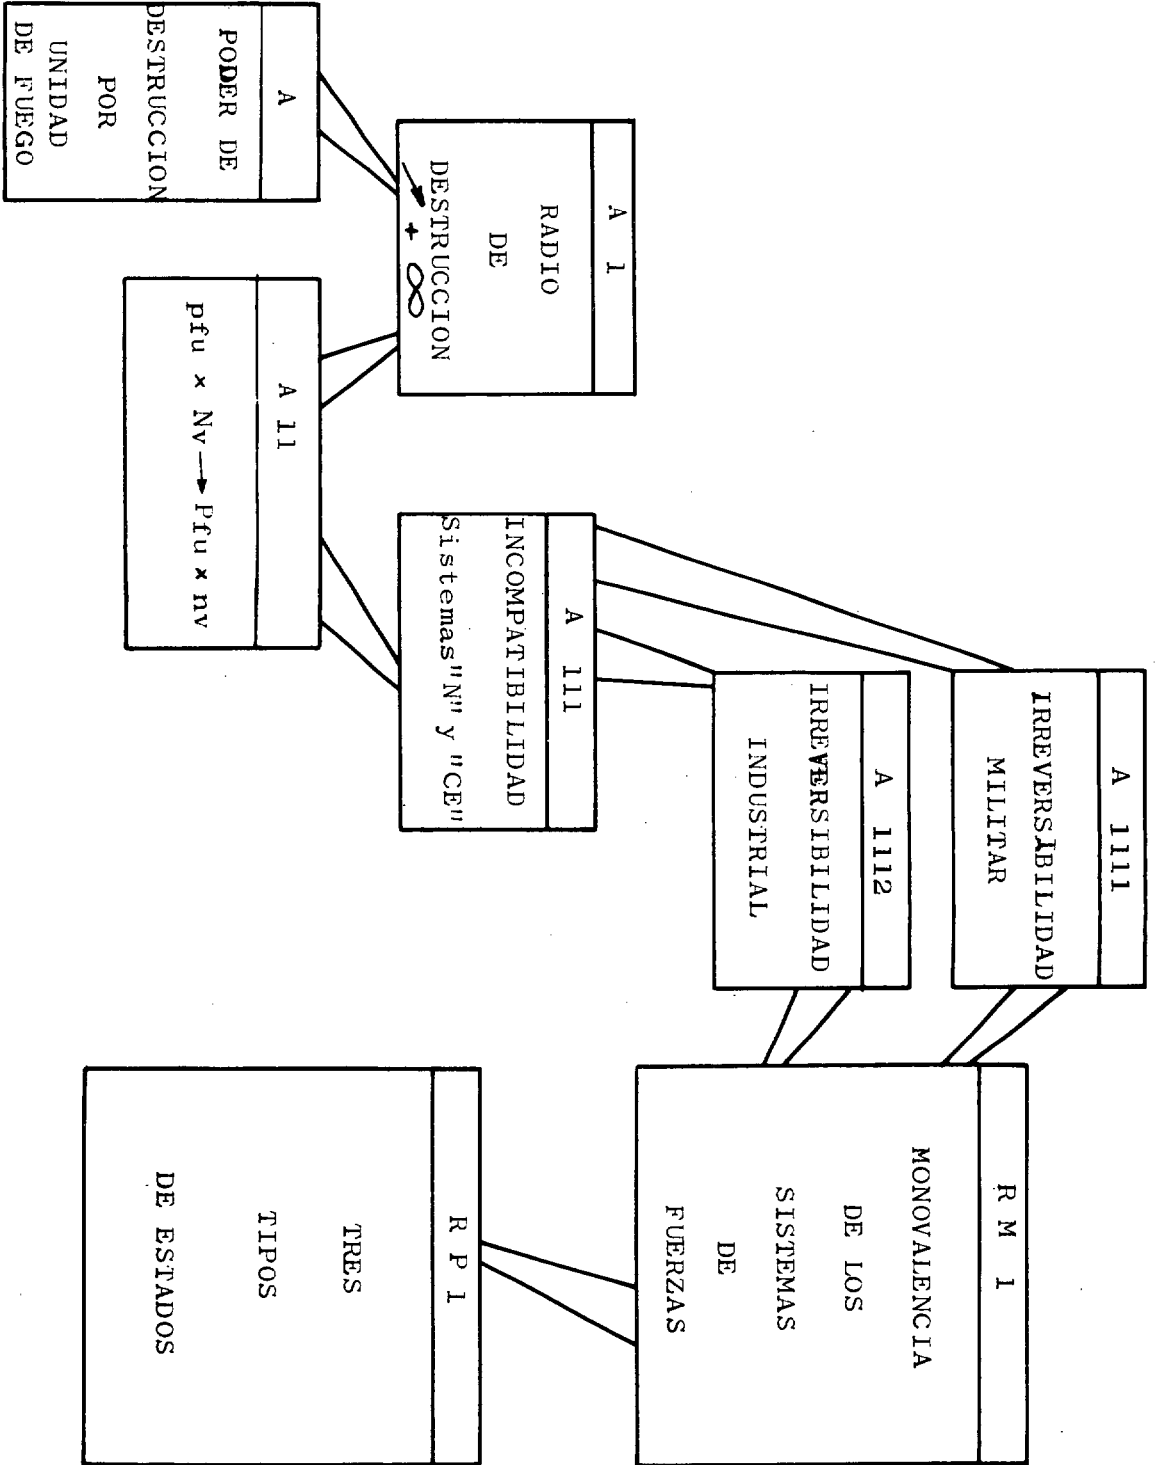 A
PODER DE
DESTRUCCION
POR
UNIDAD
DE FUEGO
A 1
RADIO
DE
DESTRUCCION
→ + ∞
A 11
pfu x Nv → Pfu x nv
A 111
INCOMPATIBILIDAD
Sistemas"N" y "CE"
A 1111
IRREVERSIBILIDAD
MILITAR
A 1112
IRREVERSIBILIDAD
INDUSTRIAL
R M 1
MONOVALENCIA
DE LOS
SISTEMAS
DE
FUERZAS
R P 1
TRES
TIPOS
DE ESTADOS